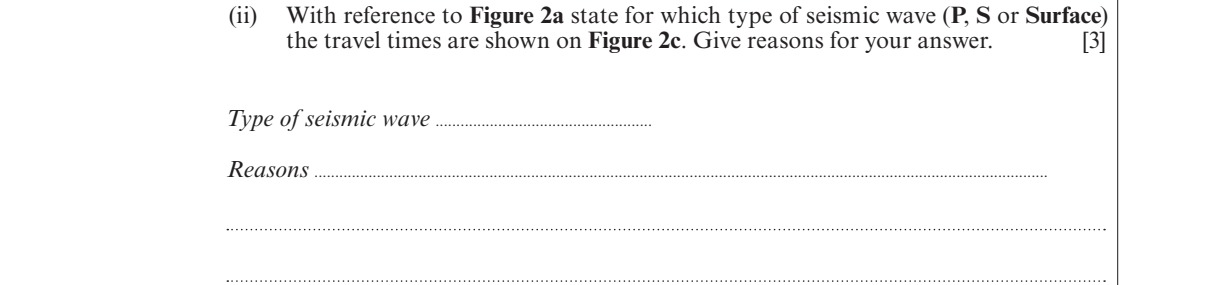 (ii) With reference to Figure 2a state for which type of seismic wave (P, S or Surface)
the travel times are shown on Figure 2c. Give reasons for your answer. [3]
Type of seismic wave ....................................................
Reasons ....................................................................................................
....................................................................................................
....................................................................................................